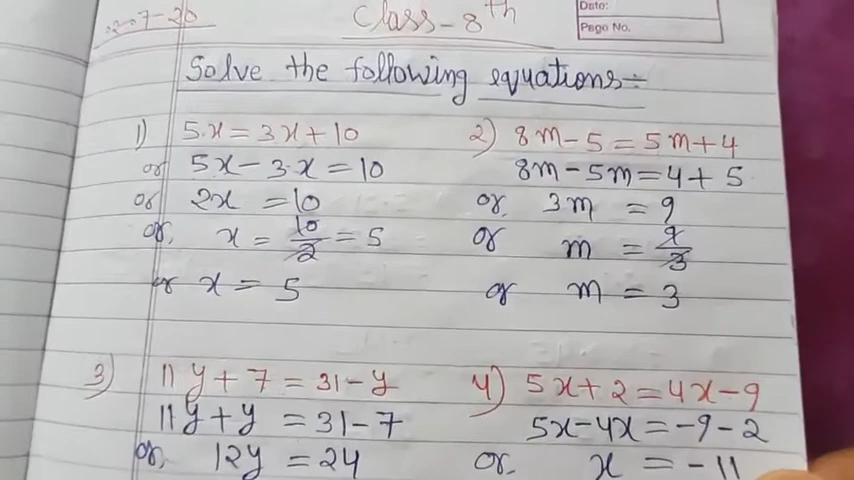 2-7-20
Class-8th
Date:
Page No.
Solve the following equations:-
1) 5x = 3x + 10
or 5x - 3x = 10
or 2x = 10
or, x = 10/2 = 5
or x = 5
2) 8m - 5 = 5m + 4
8m - 5m = 4 + 5
or, 3m = 9
or m = 9/3
or m = 3
3) 11y + 7 = 31 - y
11y + y = 31 - 7
or, 12y = 24
4) 5x + 2 = 4x - 9
5x - 4x = -9 - 2
or. x = -11